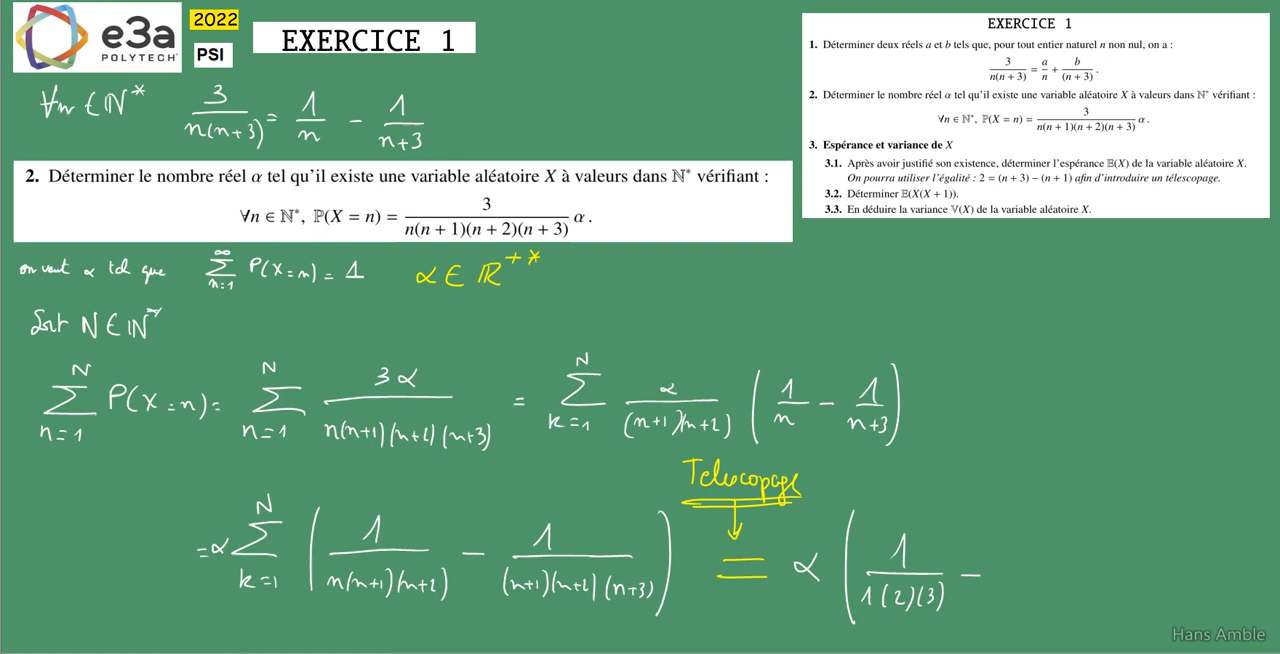 e3a
POLYTECH
2022
PSI
EXERCICE 1
∀n ∈ ℕ* 3/(n(n+3)) = 1/n − 1/(n+3)
2. Déterminer le nombre réel α tel qu'il existe une variable aléatoire X à valeurs dans ℕ* vérifiant :
∀n ∈ ℕ*, ℙ(X = n) = 3/(n(n + 1)(n + 2)(n + 3)) α .
on veut α tel que ∑_{n=1}^{∞} P(X=n) = 1 α ∈ ℝ^{+*}
Soit N ∈ ℕ*
∑_{n=1}^{N} P(X=n) = ∑_{n=1}^{N} 3α/(n(n+1)(n+2)(n+3)) = ∑_{k=1}^{N} α/((n+1)(n+2)) (1/n − 1/(n+3))
= α ∑_{k=1}^{N} (1/(n(n+1)(n+2)) − 1/((n+1)(n+2)(n+3))) = α (1/(1(2)(3)) −
Telescopage
EXERCICE 1
1. Déterminer deux réels a et b tels que, pour tout entier naturel n non nul, on a :
3/(n(n + 3)) = a/n + b/(n + 3) .
2. Déterminer le nombre réel α tel qu'il existe une variable aléatoire X à valeurs dans ℕ* vérifiant :
∀n ∈ ℕ*, ℙ(X = n) = 3/(n(n + 1)(n + 2)(n + 3)) α .
3. Espérance et variance de X
3.1. Après avoir justifié son existence, déterminer l'espérance 𝔼(X) de la variable aléatoire X.
On pourra utiliser l'égalité : 2 = (n + 3) − (n + 1) afin d'introduire un télescopage.
3.2. Déterminer 𝔼(X(X + 1)).
3.3. En déduire la variance 𝕍(X) de la variable aléatoire X.
Hans Amble